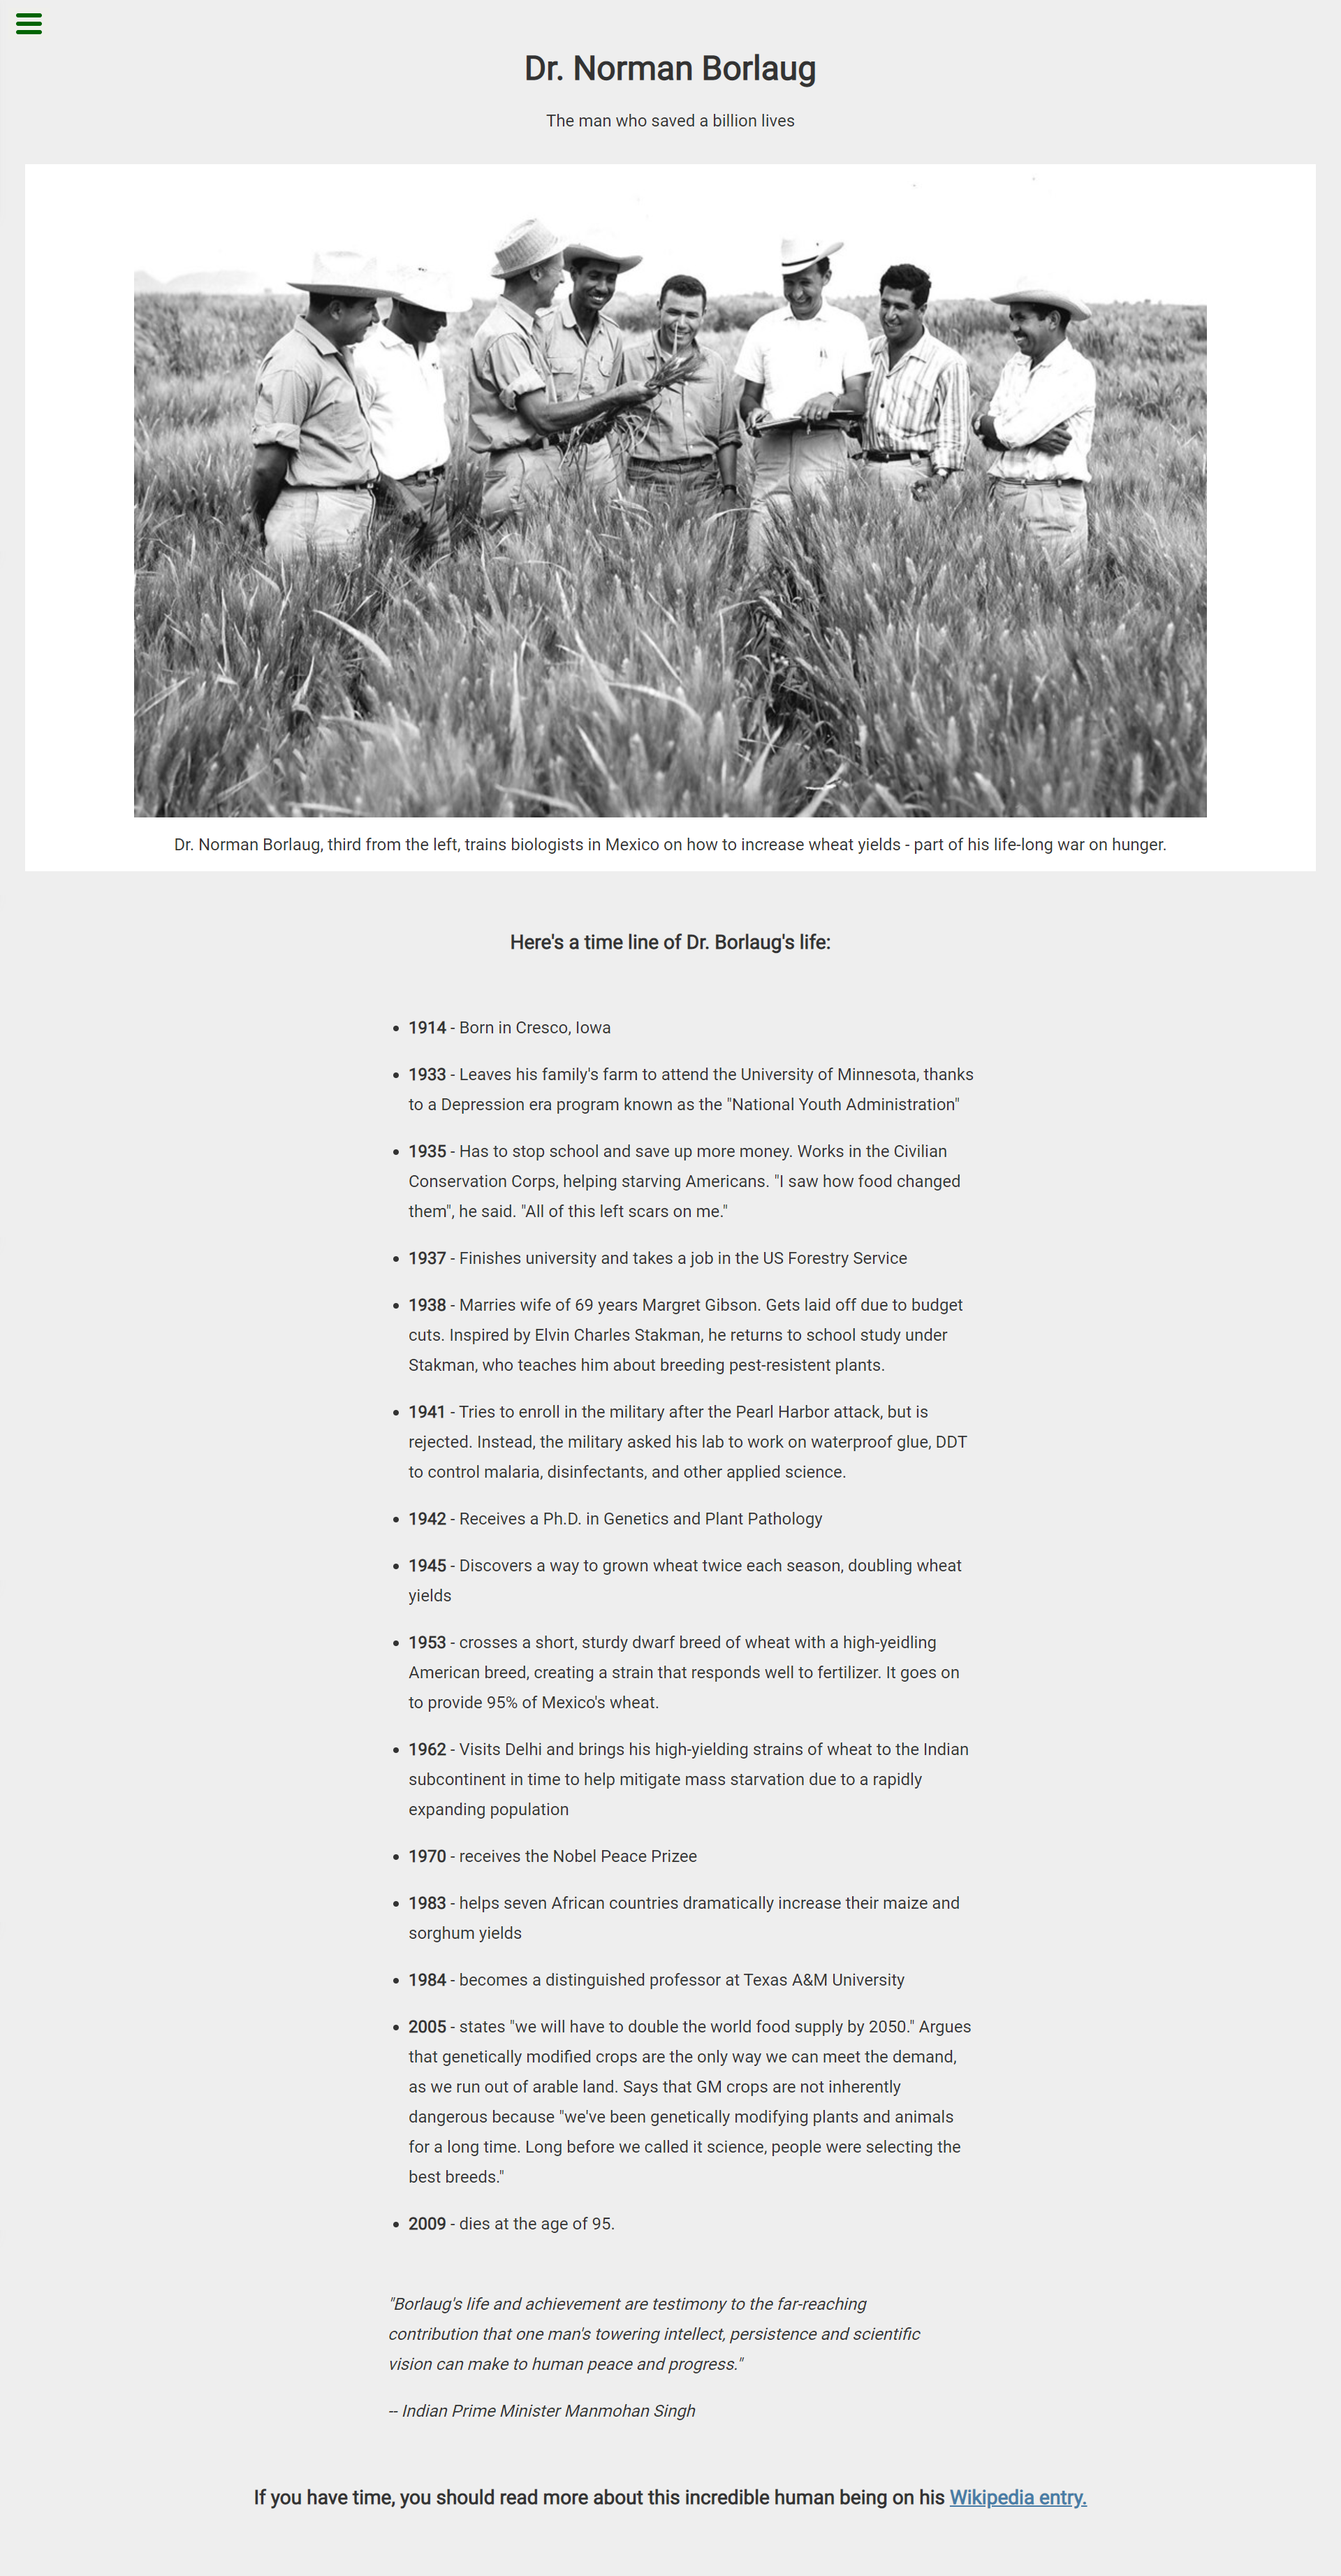 Dr. Norman Borlaug
The man who saved a billion lives
Dr. Norman Borlaug, third from the left, trains biologists in Mexico on how to increase wheat yields - part of his life-long war on hunger.
Here's a time line of Dr. Borlaug's life:
1914 - Born in Cresco, Iowa
1933 - Leaves his family's farm to attend the University of Minnesota, thanks
to a Depression era program known as the "National Youth Administration"
1935 - Has to stop school and save up more money. Works in the Civilian
Conservation Corps, helping starving Americans. "I saw how food changed
them", he said. "All of this left scars on me."
1937 - Finishes university and takes a job in the US Forestry Service
1938 - Marries wife of 69 years Margret Gibson. Gets laid off due to budget
cuts. Inspired by Elvin Charles Stakman, he returns to school study under
Stakman, who teaches him about breeding pest-resistent plants.
1941 - Tries to enroll in the military after the Pearl Harbor attack, but is
rejected. Instead, the military asked his lab to work on waterproof glue, DDT
to control malaria, disinfectants, and other applied science.
1942 - Receives a Ph.D. in Genetics and Plant Pathology
1945 - Discovers a way to grown wheat twice each season, doubling wheat
yields
1953 - crosses a short, sturdy dwarf breed of wheat with a high-yeidling
American breed, creating a strain that responds well to fertilizer. It goes on
to provide 95% of Mexico's wheat.
1962 - Visits Delhi and brings his high-yielding strains of wheat to the Indian
subcontinent in time to help mitigate mass starvation due to a rapidly
expanding population
1970 - receives the Nobel Peace Prizee
1983 - helps seven African countries dramatically increase their maize and
sorghum yields
1984 - becomes a distinguished professor at Texas A&M University
2005 - states "we will have to double the world food supply by 2050." Argues
that genetically modified crops are the only way we can meet the demand,
as we run out of arable land. Says that GM crops are not inherently
dangerous because "we've been genetically modifying plants and animals
for a long time. Long before we called it science, people were selecting the
best breeds."
2009 - dies at the age of 95.
"Borlaug's life and achievement are testimony to the far-reaching
contribution that one man's towering intellect, persistence and scientific
vision can make to human peace and progress."
-- Indian Prime Minister Manmohan Singh
If you have time, you should read more about this incredible human being on his Wikipedia entry.